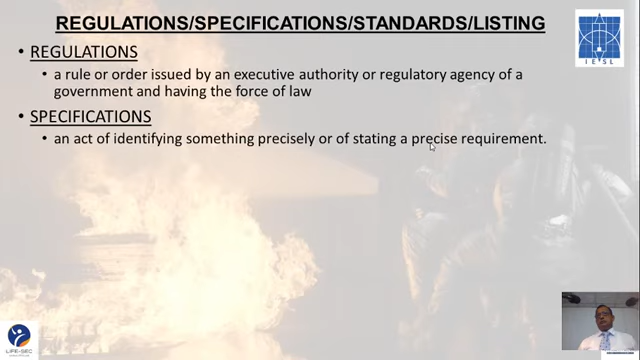 REGULATIONS/SPECIFICATIONS/STANDARDS/LISTING
• REGULATIONS
• a rule or order issued by an executive authority or regulatory agency of a
government and having the force of law
• SPECIFICATIONS
• an act of identifying something precisely or of stating a precise requirement.
IESL
LIFE-SEC